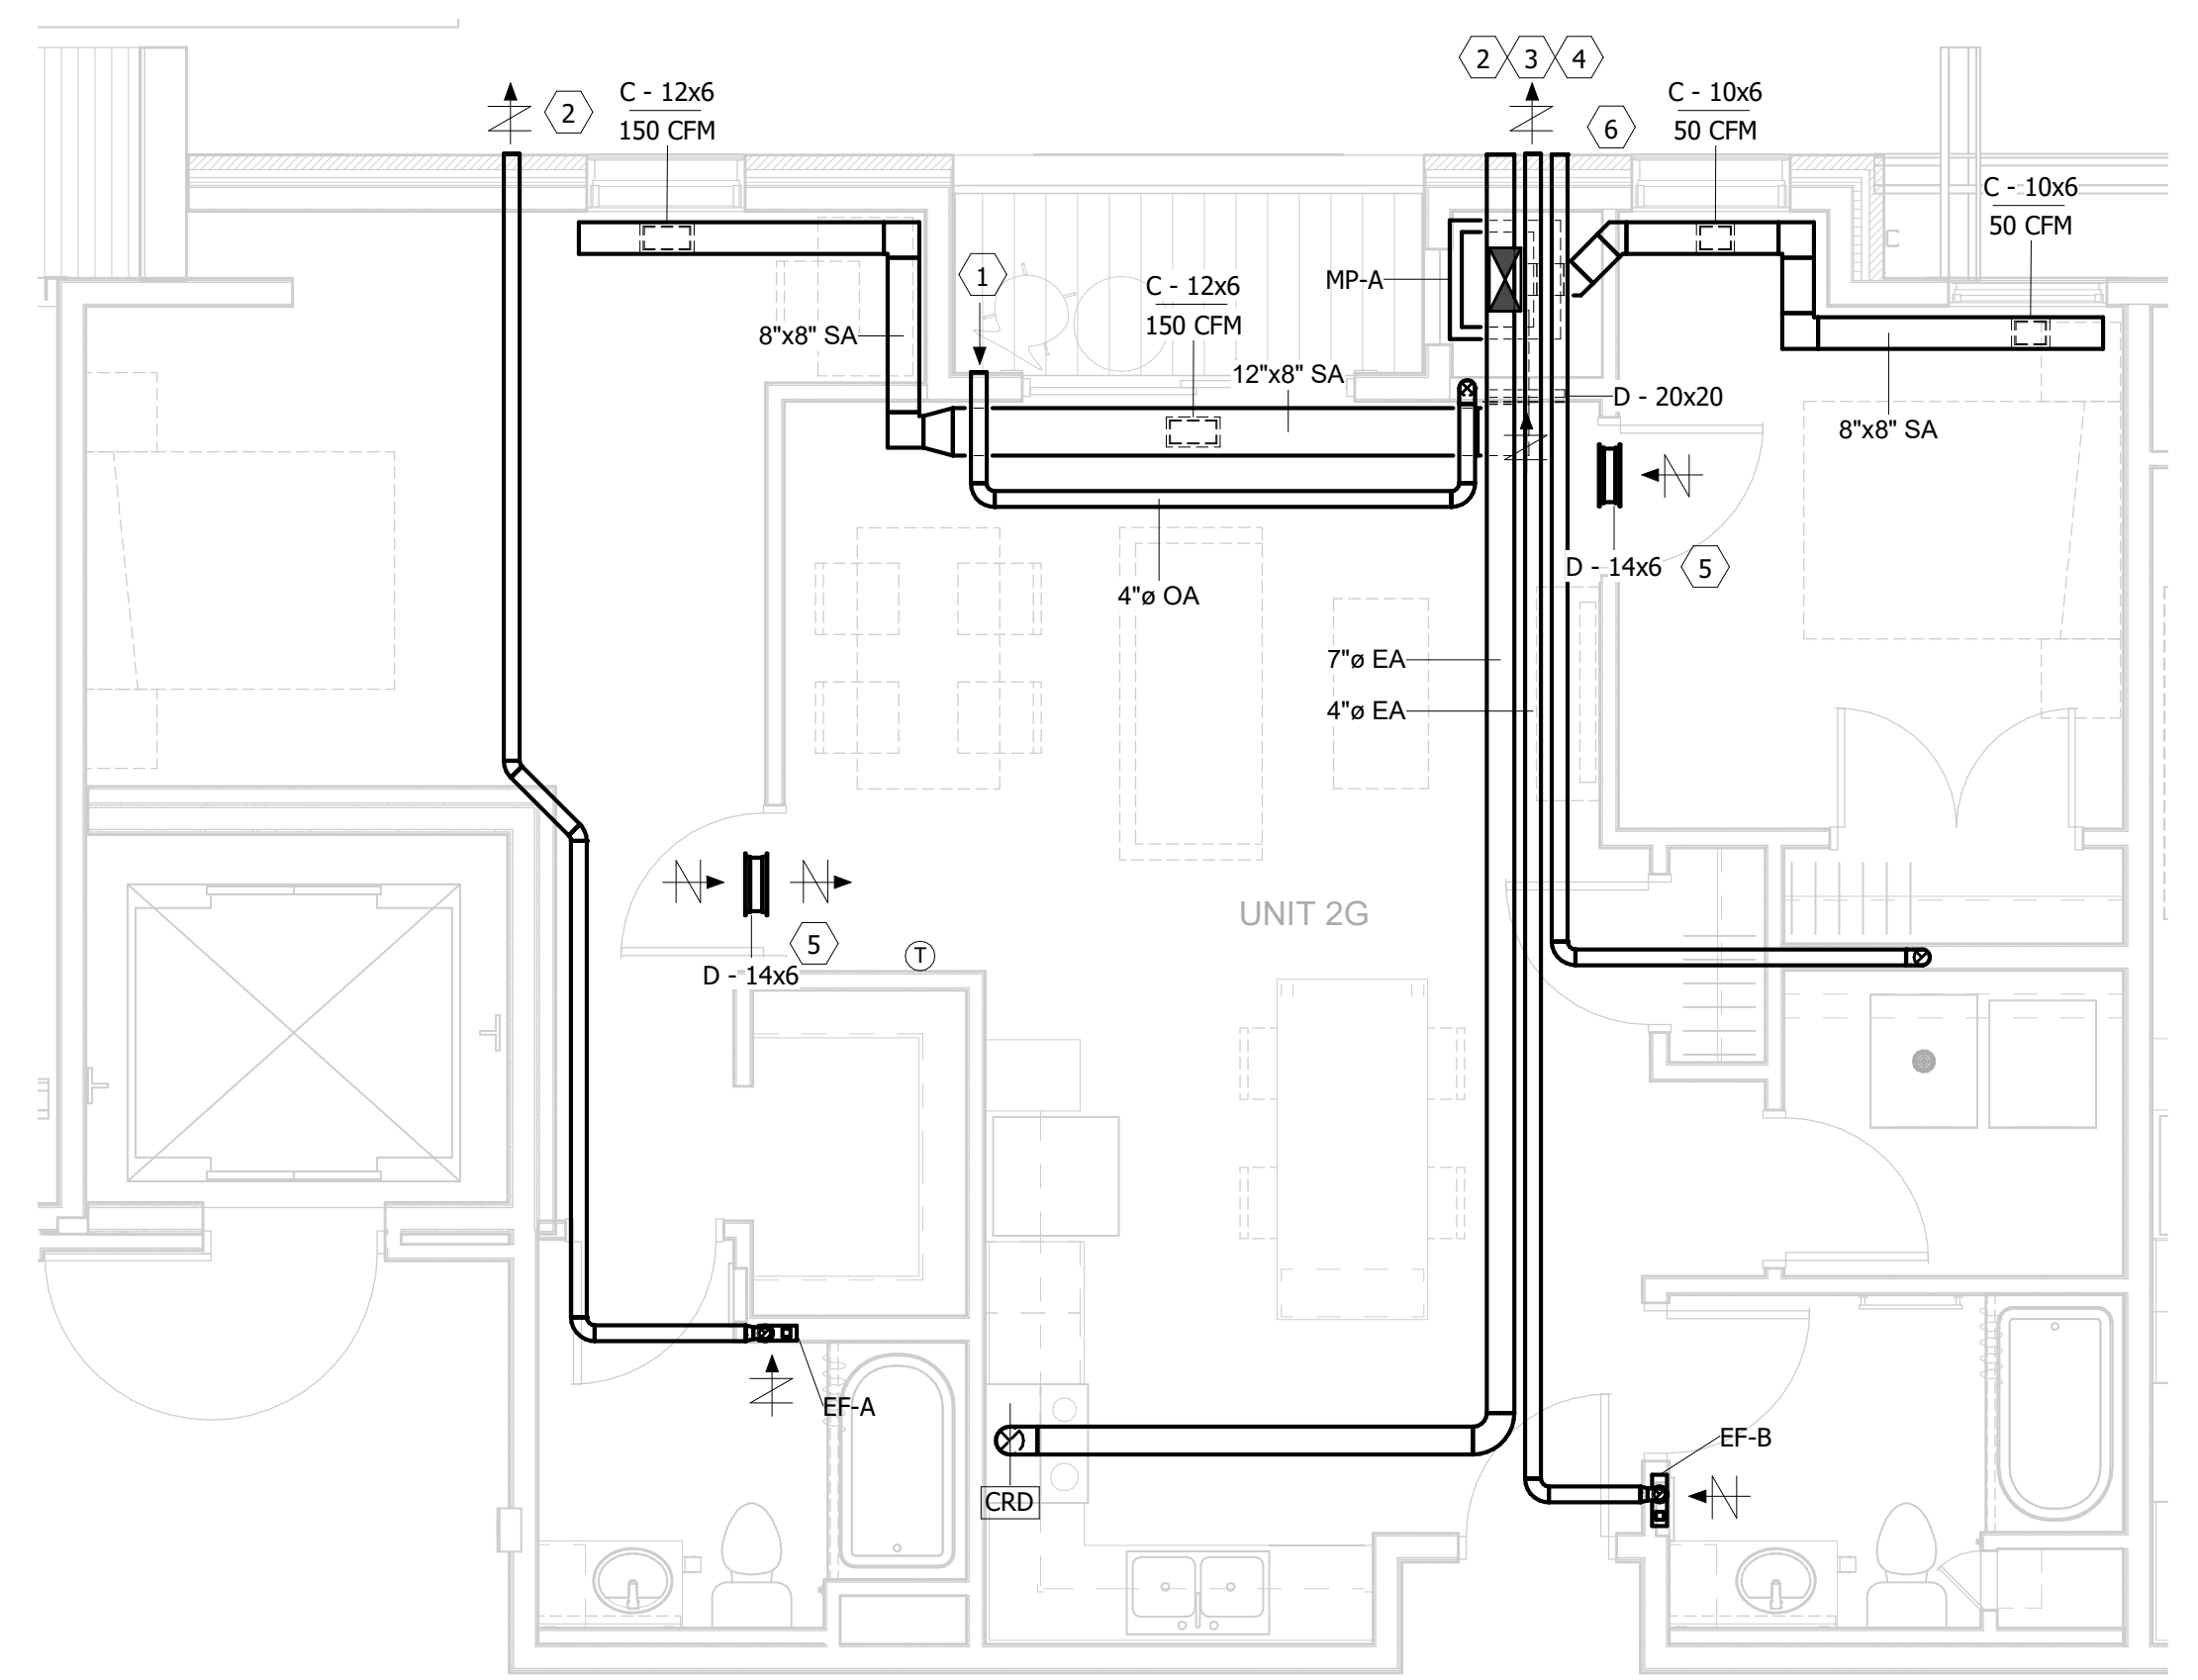 2 3 4
C - 12x6
150 CFM
2
C - 10x6
50 CFM
6
C - 10x6
50 CFM
1
MP-A
C - 12x6
150 CFM
8"x8" SA
12"x8" SA
D - 20x20
8"x8" SA
D - 14x6
5
4"ø OA
7"ø EA
4"ø EA
UNIT 2G
5
T
D - 14x6
EF-A
EF-B
CRD